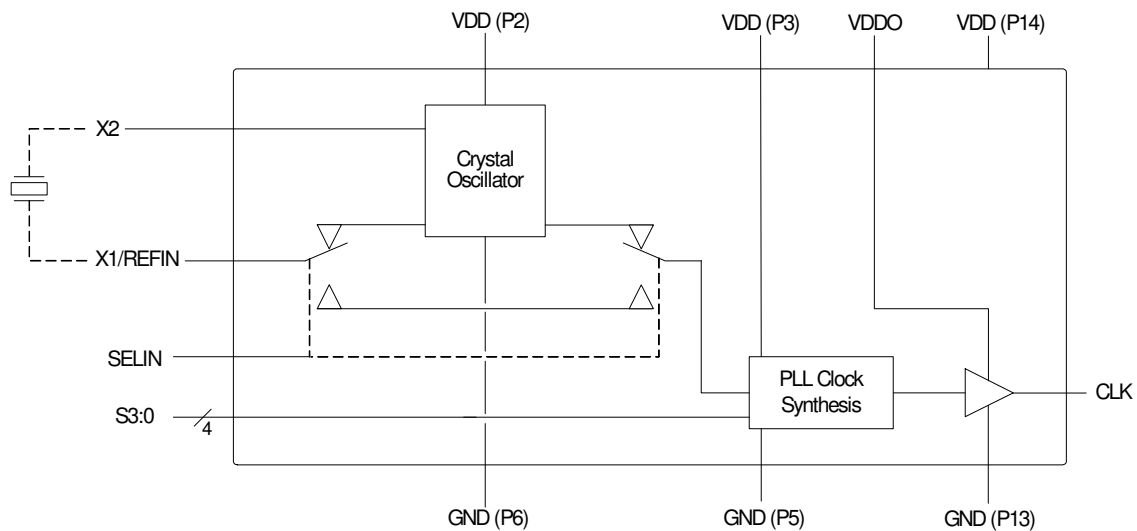 VDD (P2)
VDD (P3)
VDDO
VDD (P14)
X2
Crystal
Oscillator
X1/REFIN
SELIN
PLL Clock
Synthesis
CLK
S3:0
4
GND (P6)
GND (P5)
GND (P13)